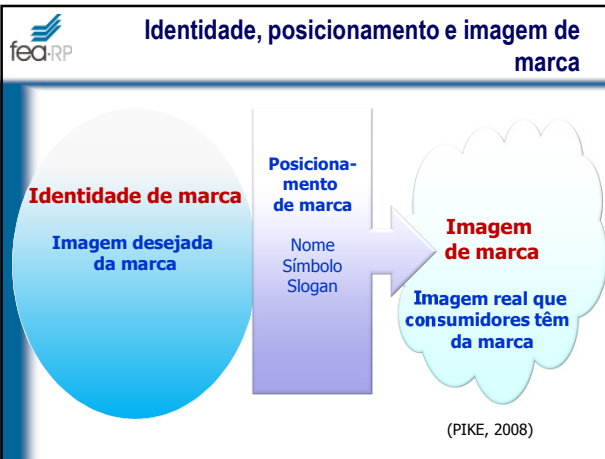 fea-RP
Identidade, posicionamento e imagem de
marca
Identidade de marca
Imagem desejada
da marca
Posiciona-
mento
de marca
Nome
Símbolo
Slogan
Imagem
de marca
Imagem real que
consumidores têm
da marca
(PIKE, 2008)